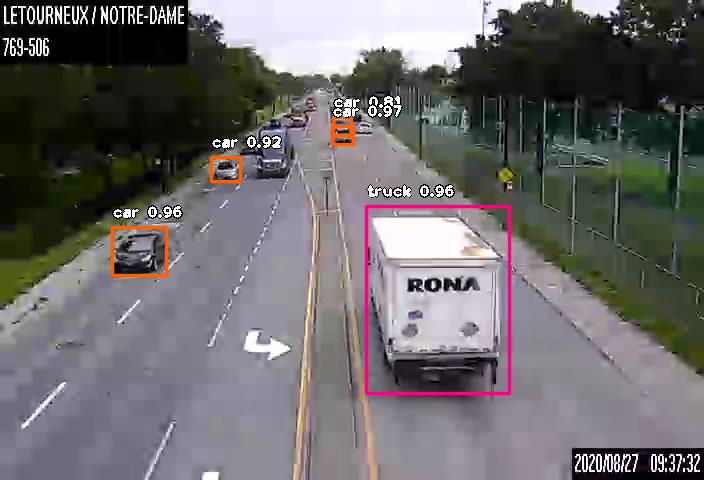 LETOURNEUX / NOTRE-DAME
769-506
car 0.81
car 0.97
car 0.92
truck 0.96
car 0.96
RONA
2020/08/27 09:37:32